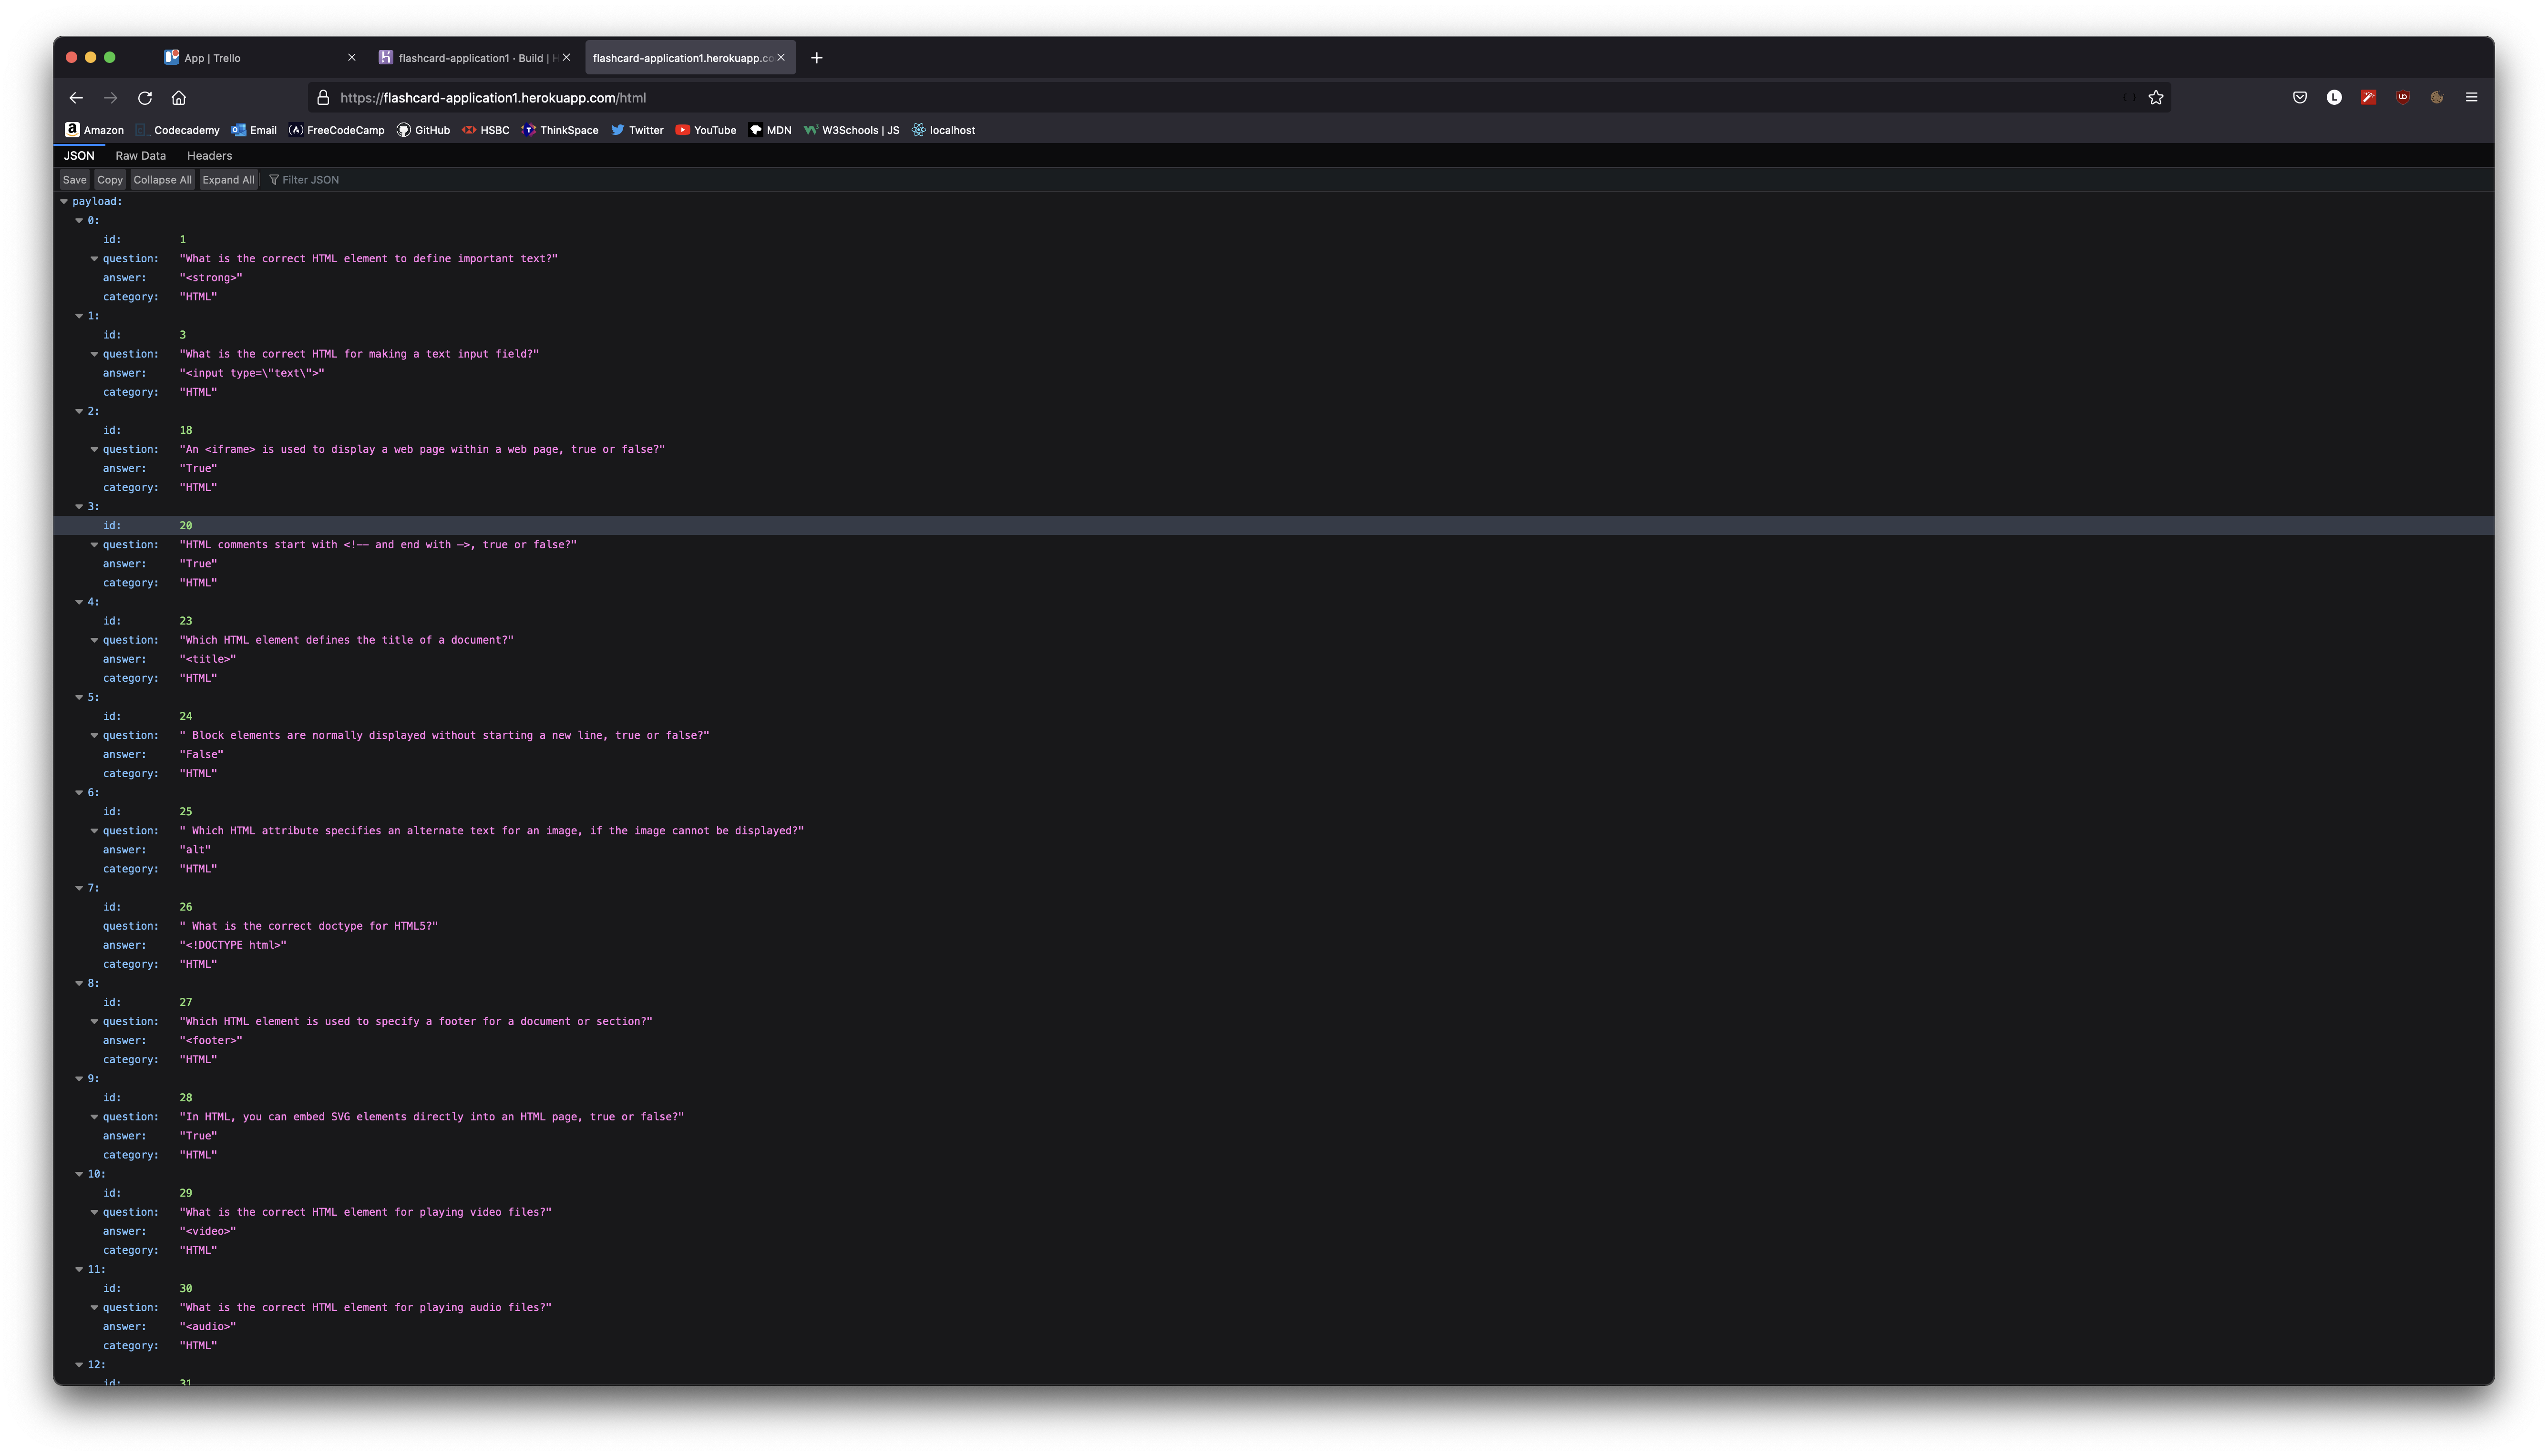 App | Trello
flashcard-application1 · Build | H
flashcard-application1.herokuapp.co
https://flashcard-application1.herokuapp.com/html
L
UD
Amazon Codecademy Email FreeCodeCamp GitHub HSBC ThinkSpace Twitter YouTube MDN W3Schools | JS localhost
JSON Raw Data Headers
Save Copy Collapse All Expand All Filter JSON
payload:
0:
id: 1
question: "What is the correct HTML element to define important text?"
answer: "<strong>"
category: "HTML"
1:
id: 3
question: "What is the correct HTML for making a text input field?"
answer: "<input type=\"text\">"
category: "HTML"
2:
id: 18
question: "An <iframe> is used to display a web page within a web page, true or false?"
answer: "True"
category: "HTML"
3:
id: 20
question: "HTML comments start with <!-- and end with —>, true or false?"
answer: "True"
category: "HTML"
4:
id: 23
question: "Which HTML element defines the title of a document?"
answer: "<title>"
category: "HTML"
5:
id: 24
question: " Block elements are normally displayed without starting a new line, true or false?"
answer: "False"
category: "HTML"
6:
id: 25
question: " Which HTML attribute specifies an alternate text for an image, if the image cannot be displayed?"
answer: "alt"
category: "HTML"
7:
id: 26
question: " What is the correct doctype for HTML5?"
answer: "<!DOCTYPE html>"
category: "HTML"
8:
id: 27
question: "Which HTML element is used to specify a footer for a document or section?"
answer: "<footer>"
category: "HTML"
9:
id: 28
question: "In HTML, you can embed SVG elements directly into an HTML page, true or false?"
answer: "True"
category: "HTML"
10:
id: 29
question: "What is the correct HTML element for playing video files?"
answer: "<video>"
category: "HTML"
11:
id: 30
question: "What is the correct HTML element for playing audio files?"
answer: "<audio>"
category: "HTML"
12:
id: 31